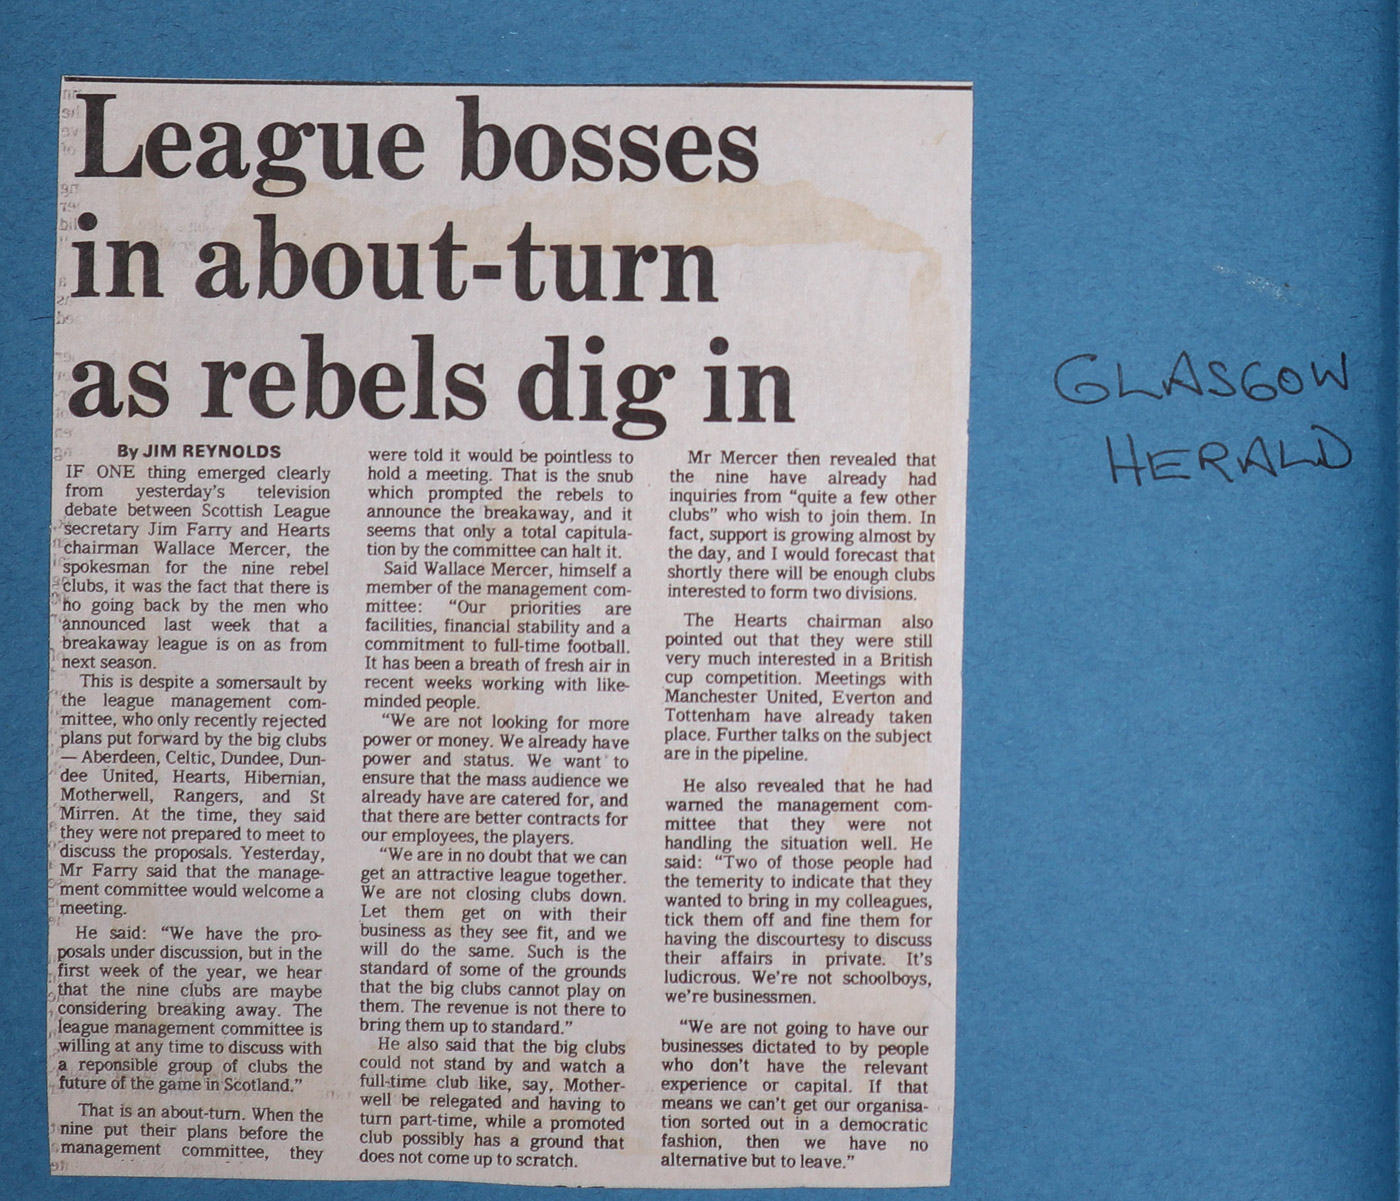 League bosses
in about-turn
as rebels dig in
By JIM REYNOLDS
IF ONE thing emerged clearly
from yesterday's television
debate between Scottish League
secretary Jim Farry and Hearts
chairman Wallace Mercer, the
spokesman for the nine rebel
clubs, it was the fact that there is
no going back by the men who
announced last week that a
breakaway league is on as from
next season.
This is despite a somersault by
the league management com-
mittee, who only recently rejected
plans put forward by the big clubs
— Aberdeen, Celtic, Dundee, Dun-
dee United, Hearts, Hibernian,
Motherwell, Rangers, and St
Mirren. At the time, they said
they were not prepared to meet to
discuss the proposals. Yesterday,
Mr Farry said that the manage-
ment committee would welcome a
meeting.
He said: "We have the pro-
posals under discussion, but in the
first week of the year, we hear
that the nine clubs are maybe
considering breaking away. The
league management committee is
willing at any time to discuss with
a reponsible group of clubs the
future of the game in Scotland."
That is an about-turn. When the
nine put their plans before the
management committee, they
were told it would be pointless to
hold a meeting. That is the snub
which prompted the rebels to
announce the breakaway, and it
seems that only a total capitula-
tion by the committee can halt it.
Said Wallace Mercer, himself a
member of the management com-
mittee: "Our priorities are
facilities, financial stability and a
commitment to full-time football.
It has been a breath of fresh air in
recent weeks working with like-
minded people.
"We are not looking for more
power or money. We already have
power and status. We want to
ensure that the mass audience we
already have are catered for, and
that there are better contracts for
our employees, the players.
"We are in no doubt that we can
get an attractive league together.
We are not closing clubs down.
Let them get on with their
business as they see fit, and we
will do the same. Such is the
standard of some of the grounds
that the big clubs cannot play on
them. The revenue is not there to
bring them up to standard."
He also said that the big clubs
could not stand by and watch a
full-time club like, say, Mother-
well be relegated and having to
turn part-time, while a promoted
club possibly has a ground that
does not come up to scratch.
Mr Mercer then revealed that
the nine have already had
inquiries from "quite a few other
clubs" who wish to join them. In
fact, support is growing almost by
the day, and I would forecast that
shortly there will be enough clubs
interested to form two divisions.
The Hearts chairman also
pointed out that they were still
very much interested in a British
cup competition. Meetings with
Manchester United, Everton and
Tottenham have already taken
place. Further talks on the subject
are in the pipeline.
He also revealed that he had
warned the management com-
mittee that they were not
handling the situation well. He
said: "Two of those people had
the temerity to indicate that they
wanted to bring in my colleagues,
tick them off and fine them for
having the discourtesy to discuss
their affairs in private. It's
ludicrous. We're not schoolboys,
we're businessmen.
"We are not going to have our
businesses dictated to by people
who don't have the relevant
experience or capital. If that
means we can't get our organisa-
tion sorted out in a democratic
fashion, then we have no
alternative but to leave."
GLASGOW
HERALD